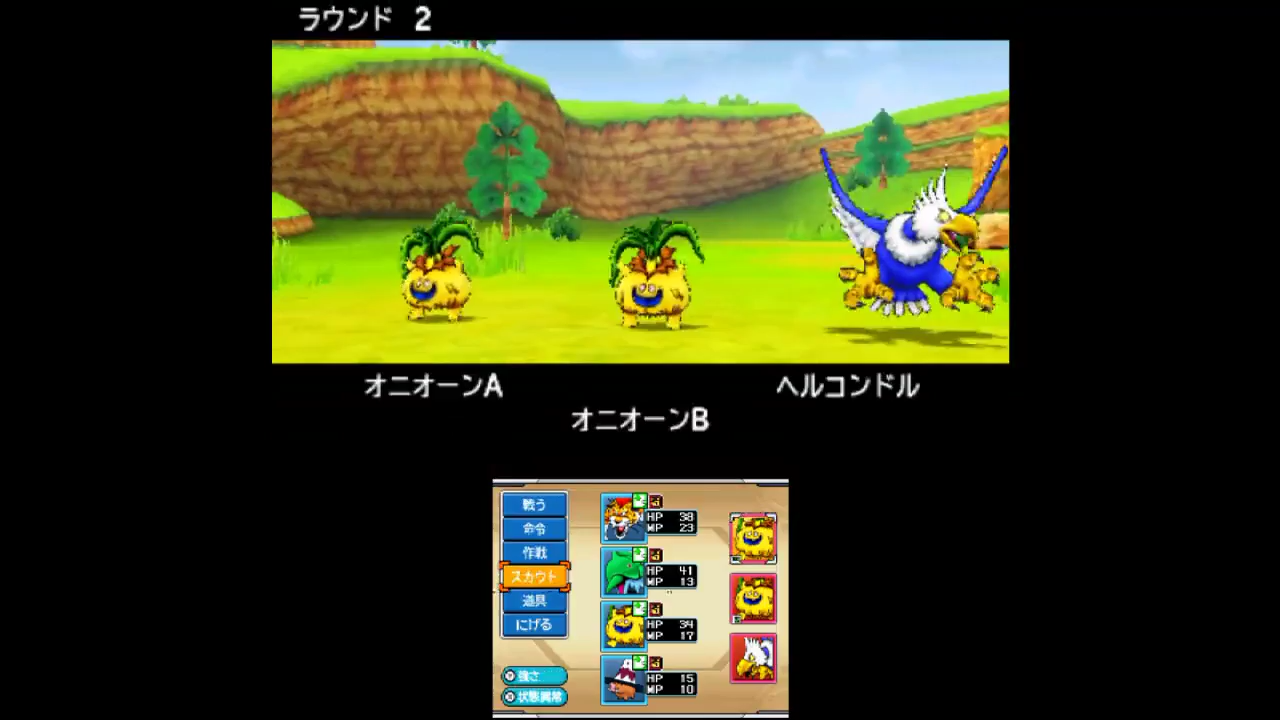 ラウンド 2
オニオーンA
ヘルコンドル
オニオーンB
戦う
命令
作戦
スカウト
道具
にげる
強さ
状態異常
HP 38
MP 23
HP 41
MP 13
HP 34
MP 17
HP 15
MP 10